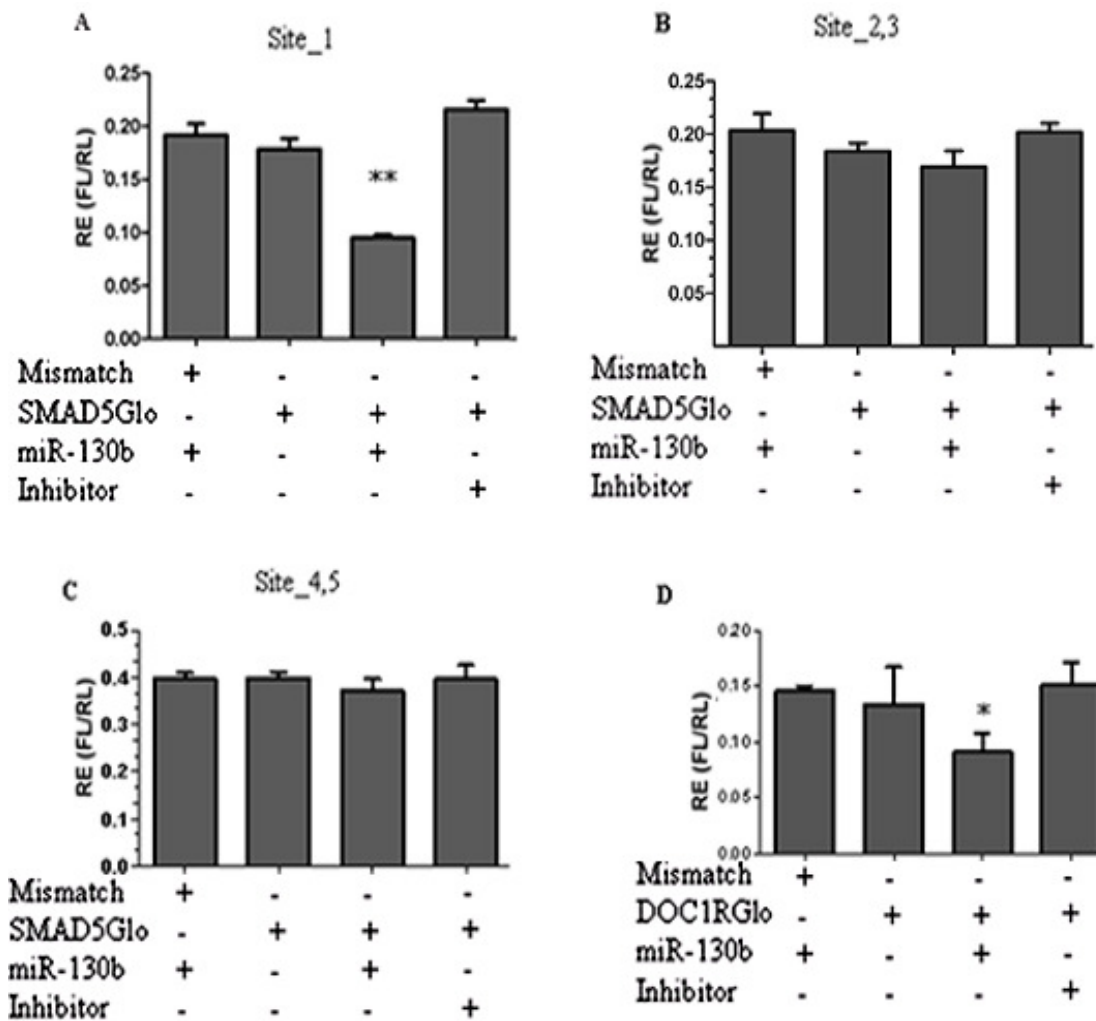 A
Site_1
RE (FL/RL)
0.25
0.20
0.15
0.10
0.05
0.00
**
Mismatch + - - -
SMAD5Glo - + + +
miR-130b + - + -
Inhibitor - - - +
B
Site_2,3
RE (FL/RL)
0.25
0.20
0.15
0.10
0.05
Mismatch + - - -
SMAD5Glo - + + +
miR-130b + - + -
Inhibitor - - - +
C
Site_4,5
RE (FL/RL)
0.5
0.4
0.3
0.2
0.1
0.0
Mismatch + - - -
SMAD5Glo - + + +
miR-130b + - + -
Inhibitor - - - +
D
RE (FL/RL)
0.20
0.15
0.10
0.05
0.00
*
Mismatch + - - -
DOC1RGlo - + + +
miR-130b + - + -
Inhibitor - - - +